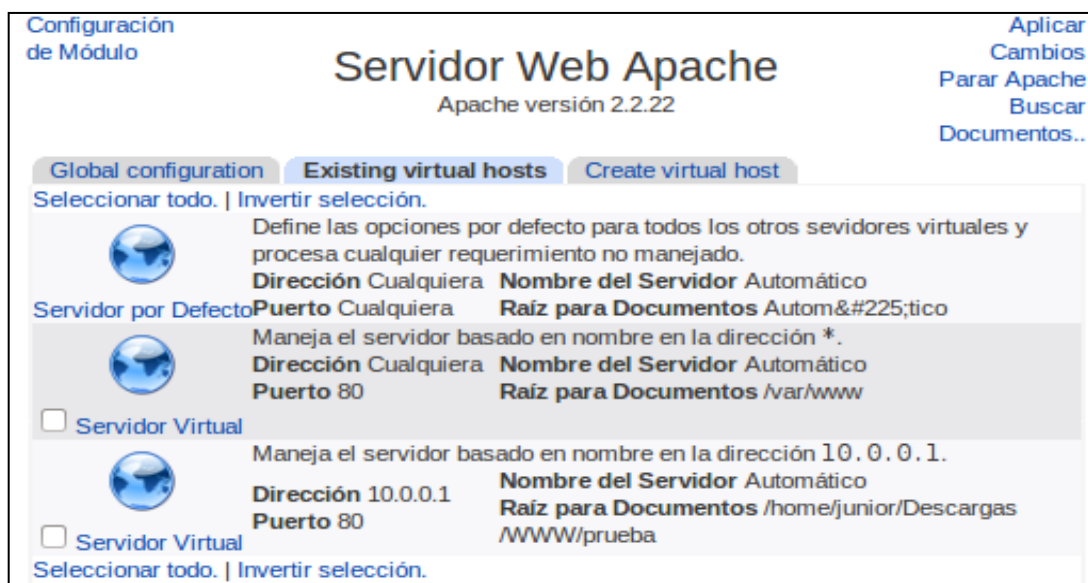 Configuración
de Módulo
Servidor Web Apache
Apache versión 2.2.22
Aplicar
Cambios
Parar Apache
Buscar
Documentos..
Global configuration
Existing virtual hosts
Create virtual host
Seleccionar todo. | Invertir selección.
Define las opciones por defecto para todos los otros sevidores virtuales y
procesa cualquier requerimiento no manejado.
Dirección Cualquiera Nombre del Servidor Automático
Servidor por Defecto Puerto Cualquiera Raíz para Documentos Autom&#225;tico
Maneja el servidor basado en nombre en la dirección *.
Dirección Cualquiera Nombre del Servidor Automático
Puerto 80 Raíz para Documentos /var/www
Servidor Virtual
Maneja el servidor basado en nombre en la dirección 10.0.0.1.
Dirección 10.0.0.1 Nombre del Servidor Automático
Puerto 80 Raíz para Documentos /home/junior/Descargas
/WWW/prueba
Servidor Virtual
Seleccionar todo. | Invertir selección.